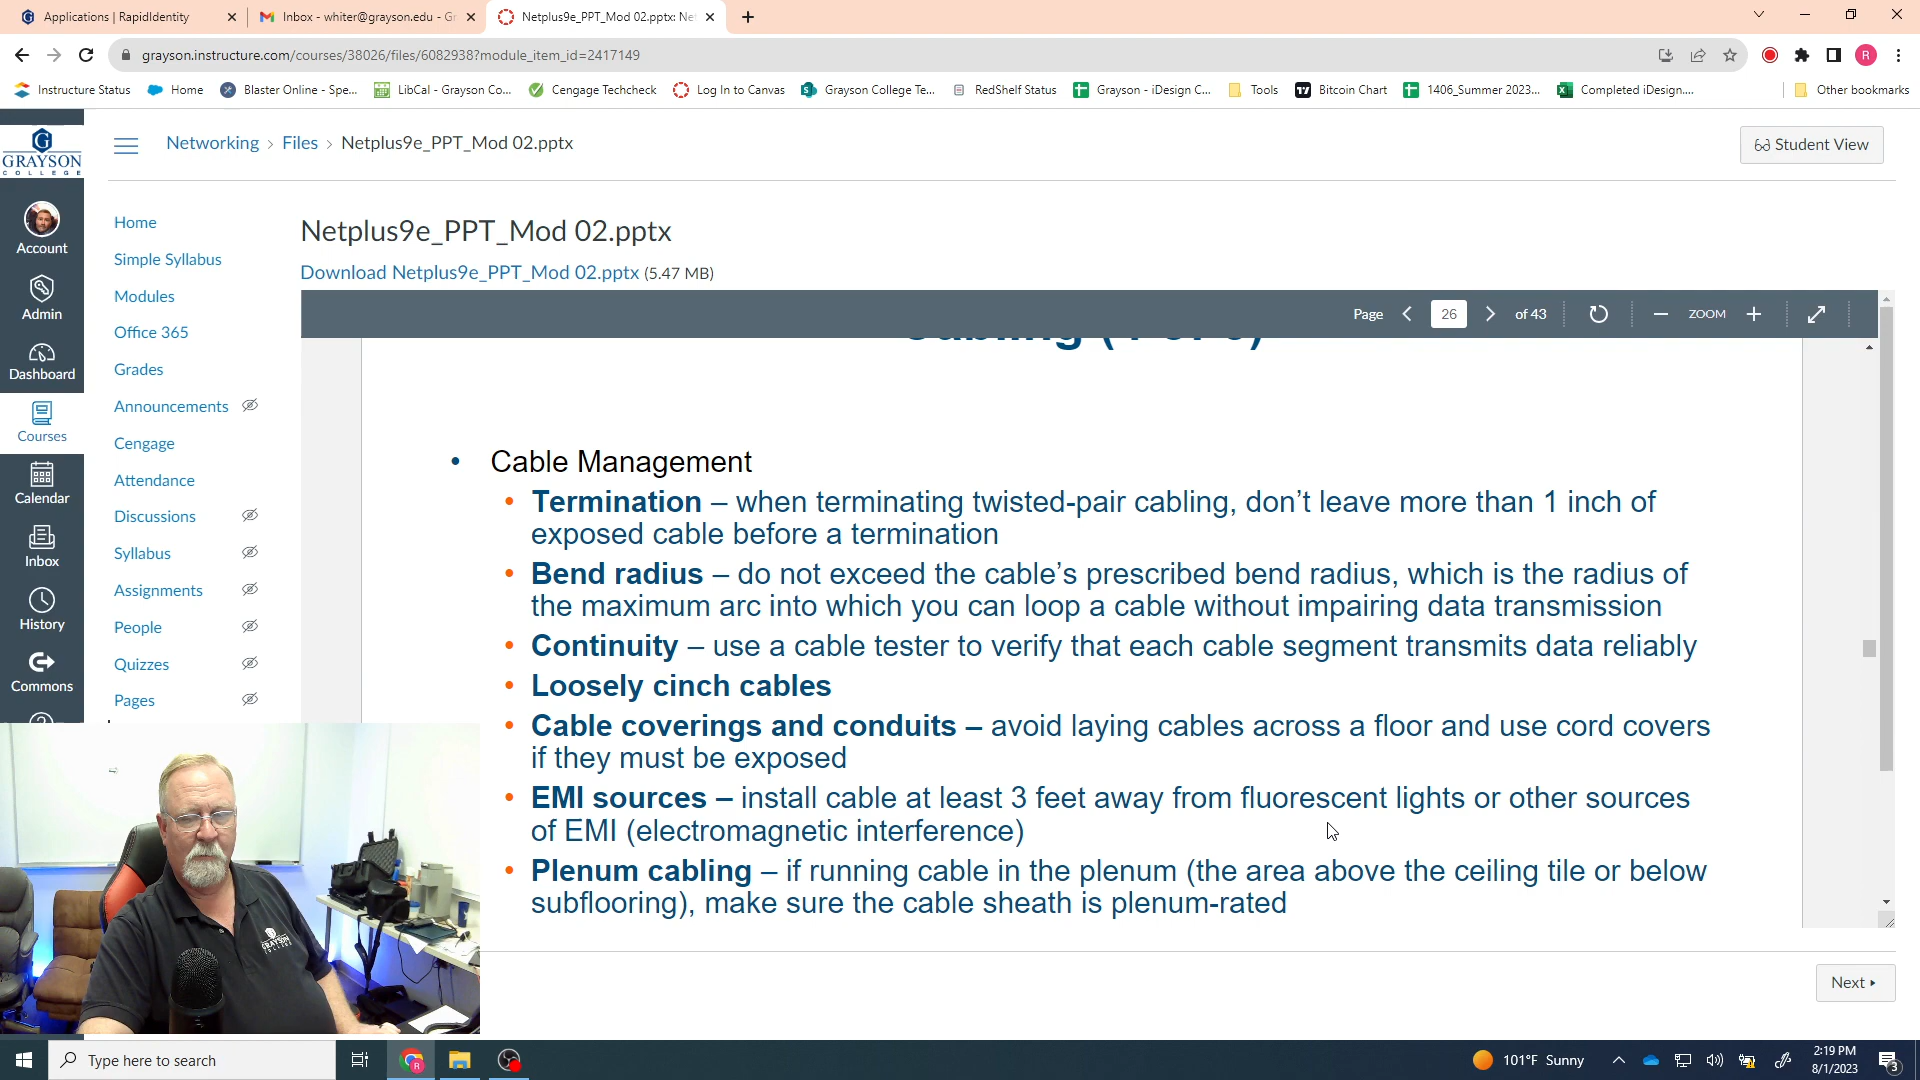 Applications | RapidIdentity
Inbox - whiter@grayson.edu - Gr
Netplus9e_PPT_Mod 02.pptx: Net
grayson.instructure.com/courses/38026/files/6082938?module_item_id=2417149
R
Instructure Status
Home
Blaster Online - Spe...
LibCal - Grayson Co...
Cengage Techcheck
Log In to Canvas
Grayson College Te...
RedShelf Status
Grayson - iDesign C...
Tools
Bitcoin Chart
1406_Summer 2023...
Completed iDesign....
Other bookmarks
GRAYSON
COLLEGE
Networking › Files › Netplus9e_PPT_Mod 02.pptx
Student View
Account
Admin
Dashboard
Courses
Calendar
Inbox
History
Commons
Home
Simple Syllabus
Modules
Office 365
Grades
Announcements
Cengage
Attendance
Discussions
Syllabus
Assignments
People
Quizzes
Pages
Netplus9e_PPT_Mod 02.pptx
Download Netplus9e_PPT_Mod 02.pptx (5.47 MB)
Page 26 of 43 ZOOM
• Cable Management
• Termination – when terminating twisted-pair cabling, don’t leave more than 1 inch of
exposed cable before a termination
• Bend radius – do not exceed the cable’s prescribed bend radius, which is the radius of
the maximum arc into which you can loop a cable without impairing data transmission
• Continuity – use a cable tester to verify that each cable segment transmits data reliably
• Loosely cinch cables
• Cable coverings and conduits – avoid laying cables across a floor and use cord covers
if they must be exposed
• EMI sources – install cable at least 3 feet away from fluorescent lights or other sources
of EMI (electromagnetic interference)
• Plenum cabling – if running cable in the plenum (the area above the ceiling tile or below
subflooring), make sure the cable sheath is plenum-rated
GRAYSON
COLLEGE
Next
Type here to search
101°F Sunny
2:19 PM
8/1/2023
3